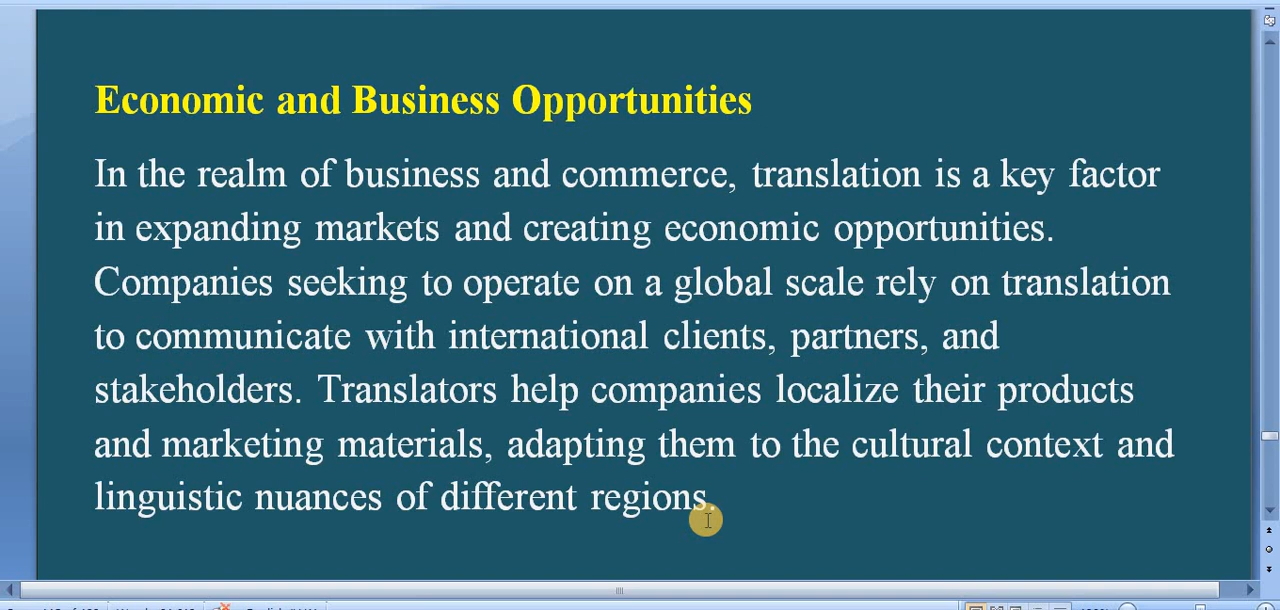 Economic and Business Opportunities
In the realm of business and commerce, translation is a key factor
in expanding markets and creating economic opportunities.
Companies seeking to operate on a global scale rely on translation
to communicate with international clients, partners, and
stakeholders. Translators help companies localize their products
and marketing materials, adapting them to the cultural context and
linguistic nuances of different regions.